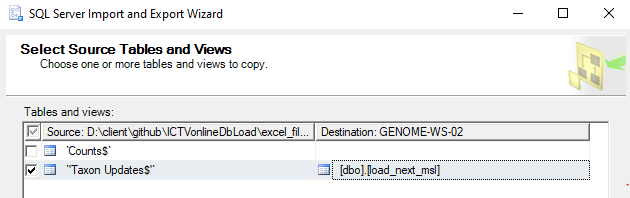 SQL Server Import and Export Wizard
Select Source Tables and Views
Choose one or more tables and views to copy.
Tables and views:
Source: D:\client\github\ICTVonlineDbLoad\excel_fil... Destination: GENOME-WS-02
`Counts$`
`'Taxon Updates$'` [dbo].[load_next_msl]